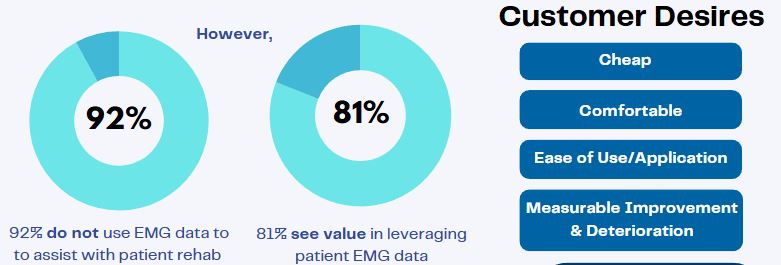 However,
92%
81%
92% do not use EMG data to
to assist with patient rehab
81% see value in leveraging
patient EMG data
Customer Desires
Cheap
Comfortable
Ease of Use/Application
Measurable Improvement
& Deterioration